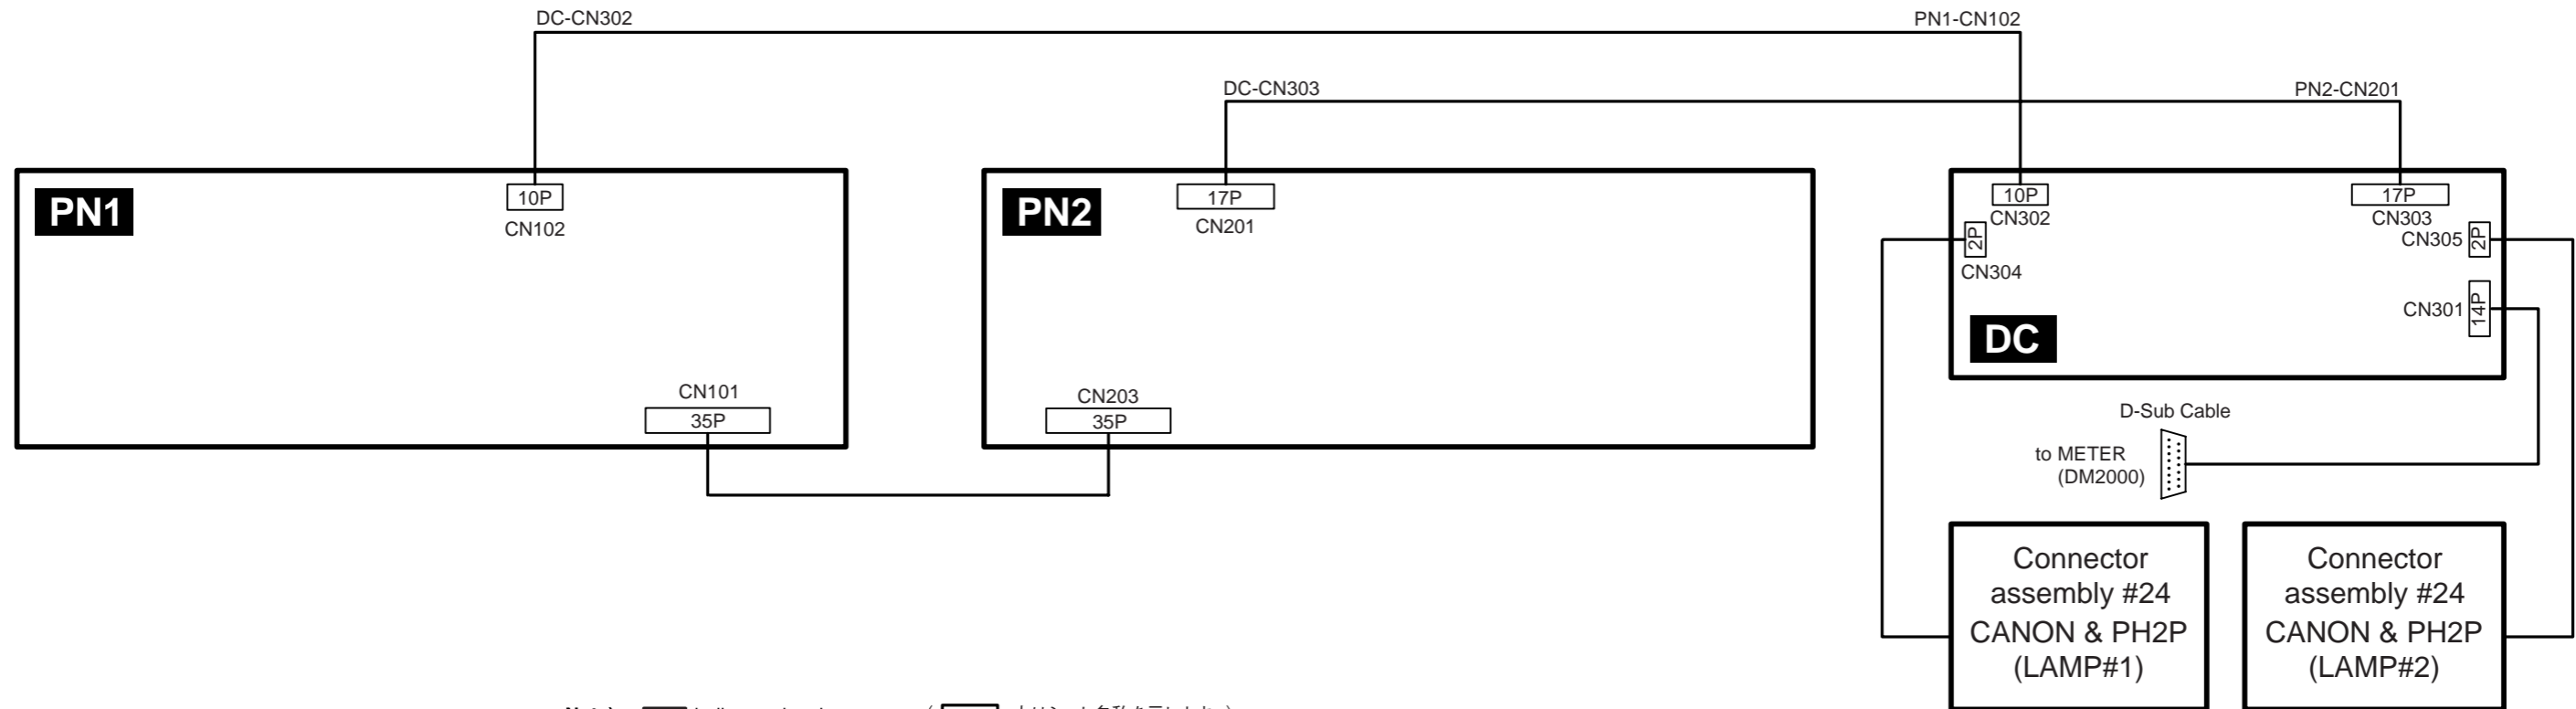 DC-CN302
PN1-CN102
DC-CN303
PN2-CN201
PN1
10P
CN102
CN101
35P
PN2
17P
CN201
CN203
35P
10P
CN302
17P
CN303
2P
CN304
CN305
2P
CN301
14P
DC
D-Sub Cable
to METER
(DM2000)
Connector
assembly #24
CANON & PH2P
(LAMP#1)
Connector
assembly #24
CANON & PH2P
(LAMP#2)